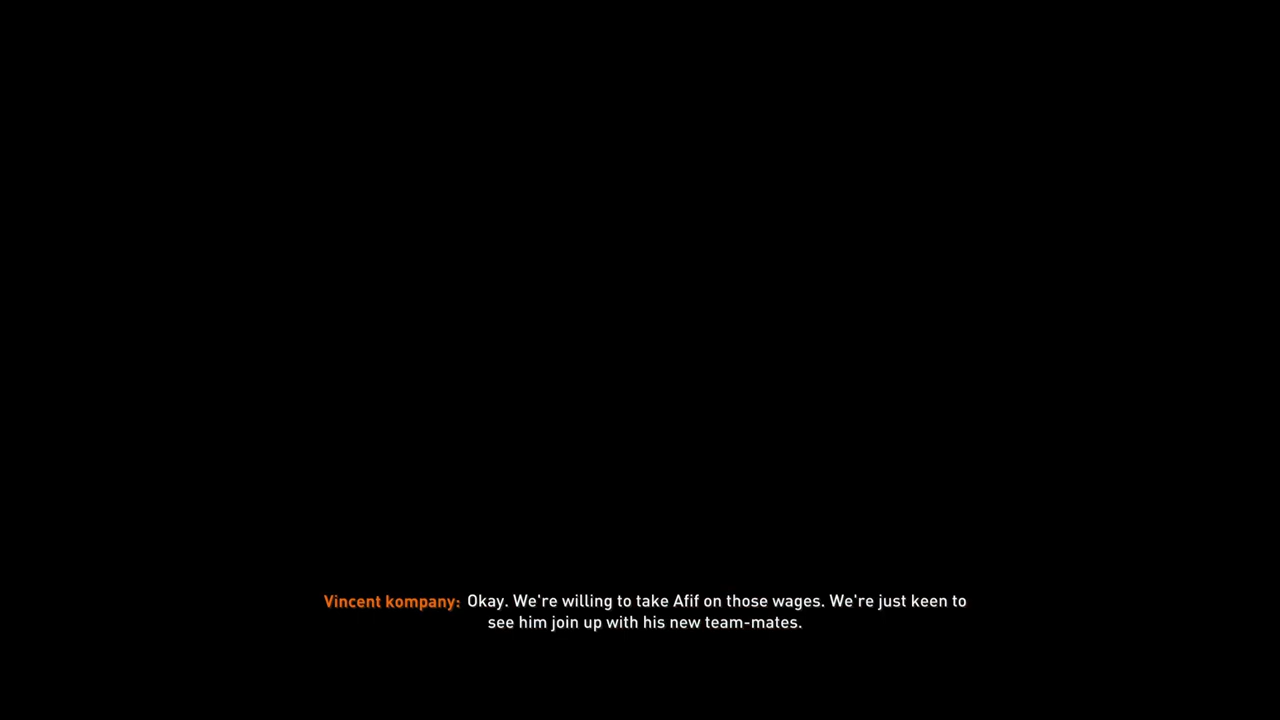 Vincent kompany: Okay. We're willing to take Afif on those wages. We're just keen to
see him join up with his new team-mates.